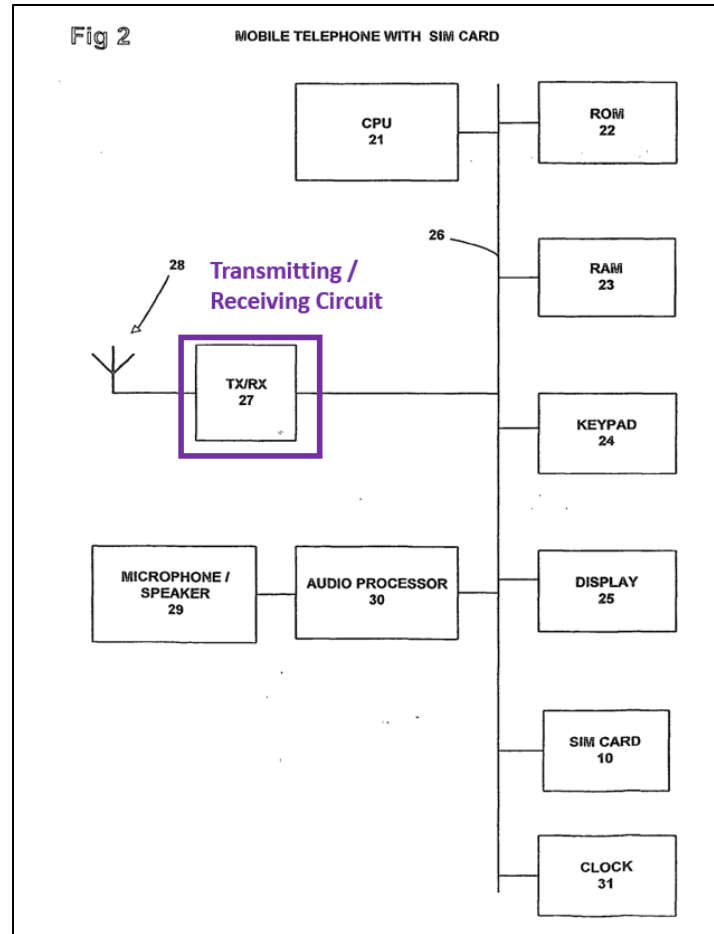 Fig 2
MOBILE TELEPHONE WITH SIM CARD
CPU
21
ROM
22
26
RAM
23
28
Transmitting /
Receiving Circuit
TX/RX
27
KEYPAD
24
MICROPHONE /
SPEAKER
29
AUDIO PROCESSOR
30
DISPLAY
25
SIM CARD
10
CLOCK
31